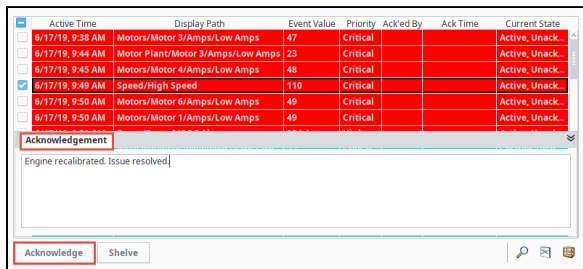 Active Time Display Path Event Value Priority Ack'ed By Ack Time Current State
6/17/19, 9:38 AM Motors/Motor 3/Amps/Low Amps 47 Critical Active, Unack...
6/17/19, 9:44 AM Motor Plant/Motor 3/Amps/Low Amps 23 Critical Active, Unack...
6/17/19, 9:45 AM Motors/Motor 4/Amps/Low Amps 48 Critical Active, Unack...
6/17/19, 9:49 AM Speed/High Speed 110 Critical Active, Unack...
6/17/19, 9:50 AM Motors/Motor 6/Amps/Low Amps 49 Critical Active, Unack...
6/17/19, 9:50 AM Motors/Motor 1/Amps/Low Amps 49 Critical Active, Unack...
Acknowledgement
Engine recalibrated. Issue resolved.
Acknowledge Shelve